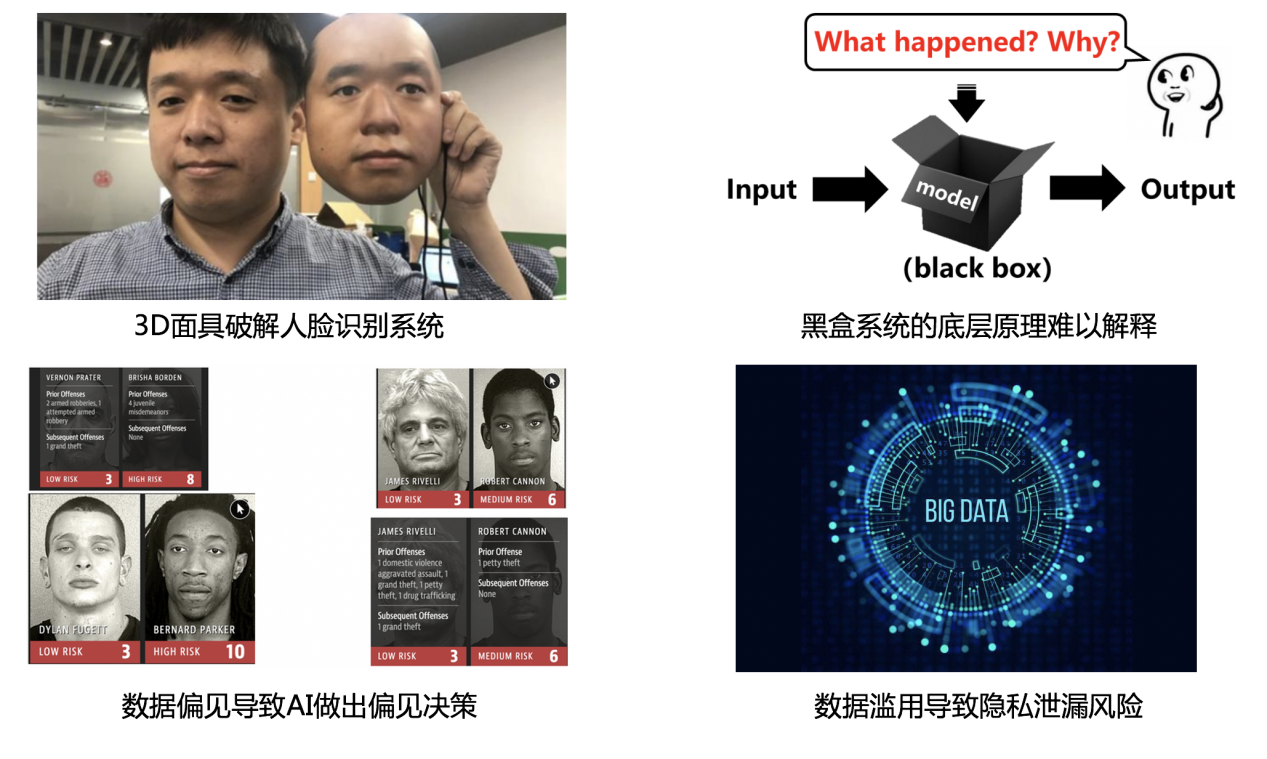 What happened? Why?
Input
model
Output
(black box)
3D面具破解人脸识别系统
黑盒系统的底层原理难以解释
VERNON PRATER
Prior Offenses
2 armed robberies, 1
attempted armed
robbery
Subsequent Offenses
1 grand theft
LOW RISK 3
BRISHA BORDEN
Prior Offenses
4 juvenile
misdemeanors
Subsequent Offenses
None
HIGH RISK 8
JAMES RIVELLI
LOW RISK 3
ROBERT CANNON
MEDIUM RISK 6
DYLAN FUGETT
LOW RISK 3
BERNARD PARKER
HIGH RISK 10
JAMES RIVELLI
Prior Offenses
1 domestic violence
aggravated assault, 1
grand theft, 1 petty
theft, 1 drug trafficking
Subsequent Offenses
1 grand theft
LOW RISK 3
ROBERT CANNON
Prior Offense
1 petty theft
Subsequent Offenses
None
MEDIUM RISK 6
BIG DATA
数据偏见导致AI做出偏见决策
数据滥用导致隐私泄漏风险